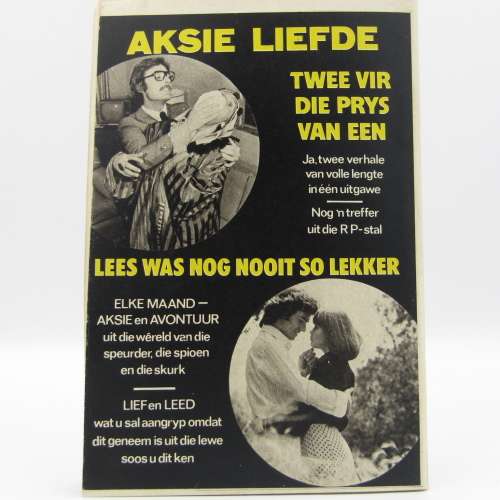 AKSIE LIEFDE
TWEE VIR
DIE PRYS
VAN EEN
Ja, twee verhale
van volle lengte
in één uitgawe
Nog 'n treffer
uit die R P-stal
LEES WAS NOG NOOIT SO LEKKER
ELKE MAAND —
AKSIE en AVONTUUR
uit die wêreld van die
speurder, die spioen
en die skurk
LIEF en LEED
wat u sal aangryp omdat
dit geneem is uit die lewe
soos u dit ken